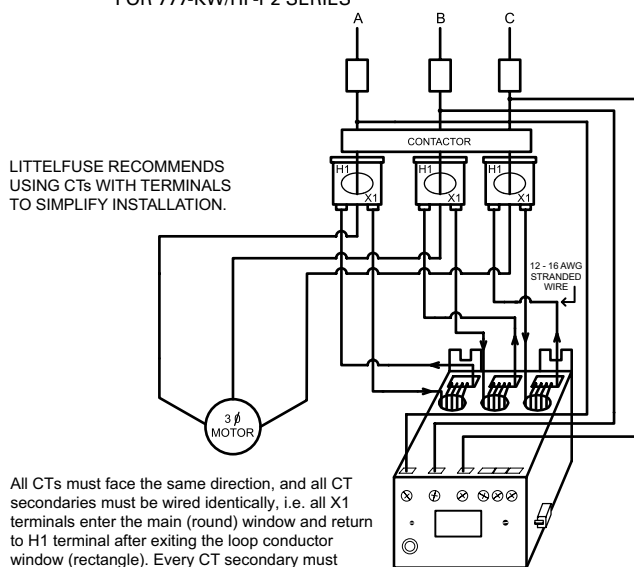 FOR 777-KW/HP-P2 SERIES
A B C
CONTACTOR
H1 X1 H1 X1 H1 X1
LITTELFUSE RECOMMENDS
USING CTs WITH TERMINALS
TO SIMPLIFY INSTALLATION.
12 - 16 AWG
STRANDED
WIRE
3 ϕ
MOTOR
All CTs must face the same direction, and all CT
secondaries must be wired identically, i.e. all X1
terminals enter the main (round) window and return
to H1 terminal after exiting the loop conductor
window (rectangle). Every CT secondary must